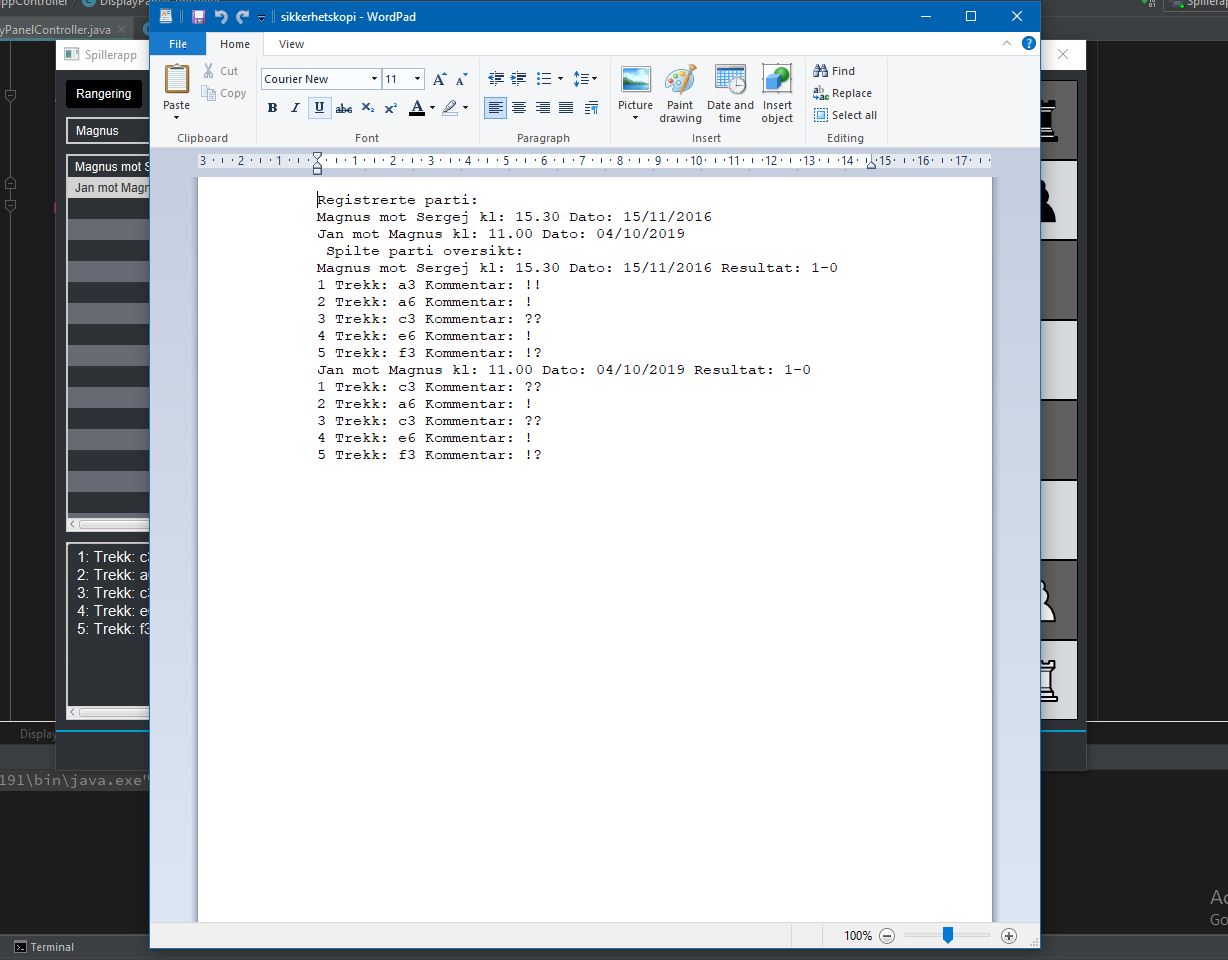 appController
DisplayPanelController
Spillerapp
yPanelController.java
Spillerapp
Rangering
Magnus
Magnus mot S
Jan mot Magn
1: Trekk: c3
2: Trekk: a6
3: Trekk: c3
4: Trekk: e6
5: Trekk: f3
Display
191\bin\java.exe"
Terminal
sikkerhetskopi - WordPad
File Home View
Paste
Cut
Copy
Clipboard
Courier New 11
B I U abc X₂ X² A
Font
Paragraph
Picture
Paint drawing
Date and time
Insert object
Insert
Find
Replace
Select all
Editing
3 2 1 1 2 3 4 5 6 7 8 9 10 11 12 13 14 15 16 17
Registrerte parti:
Magnus mot Sergej kl: 15.30 Dato: 15/11/2016
Jan mot Magnus kl: 11.00 Dato: 04/10/2019
Spilte parti oversikt:
Magnus mot Sergej kl: 15.30 Dato: 15/11/2016 Resultat: 1-0
1 Trekk: a3 Kommentar: !!
2 Trekk: a6 Kommentar: !
3 Trekk: c3 Kommentar: ??
4 Trekk: e6 Kommentar: !
5 Trekk: f3 Kommentar: !?
Jan mot Magnus kl: 11.00 Dato: 04/10/2019 Resultat: 1-0
1 Trekk: c3 Kommentar: ??
2 Trekk: a6 Kommentar: !
3 Trekk: c3 Kommentar: ??
4 Trekk: e6 Kommentar: !
5 Trekk: f3 Kommentar: !?
100%
Ac
Go